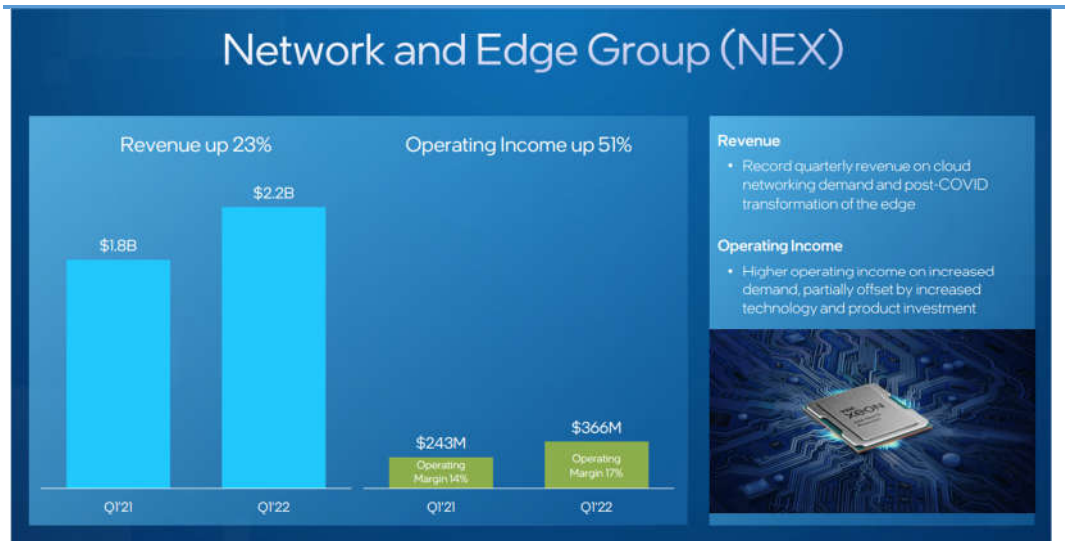 Network and Edge Group (NEX)
Revenue up 23%
$1.8B
$2.2B
Q1'21
Q1'22
Operating Income up 51%
$243M
Operating
Margin 14%
$366M
Operating
Margin 17%
Q1'21
Q1'22
Revenue
• Record quarterly revenue on cloud
networking demand and post-COVID
transformation of the edge
Operating Income
• Higher operating income on increased
demand, partially offset by increased
technology and product investment
XEON